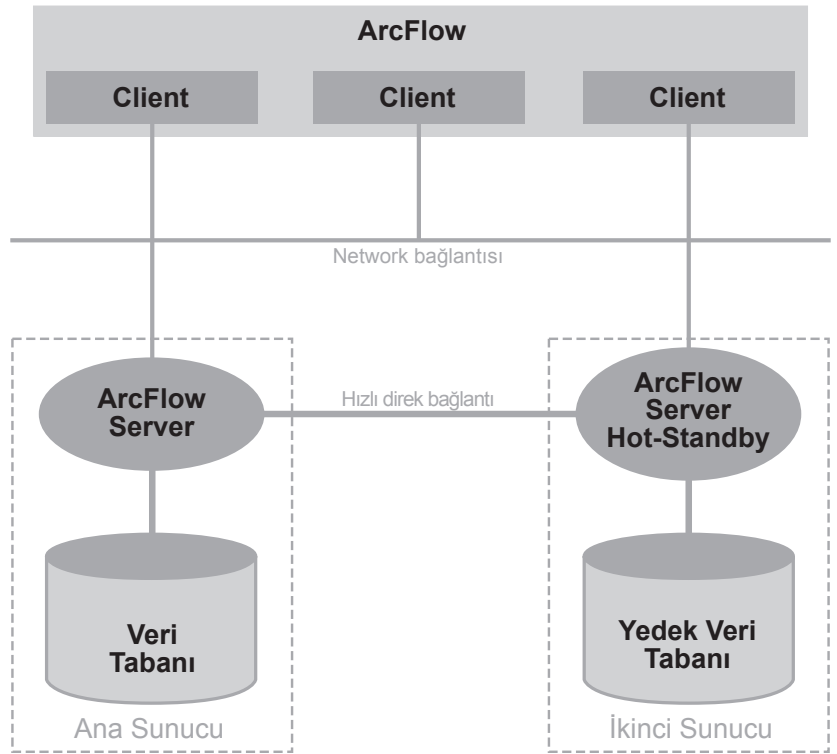 ArcFlow
Client
Client
Client
Network bağlantısı
ArcFlow
Server
Hızlı direk bağlantı
ArcFlow
Server
Hot-Standby
Veri
Tabanı
Yedek Veri
Tabanı
Ana Sunucu
İkinci Sunucu